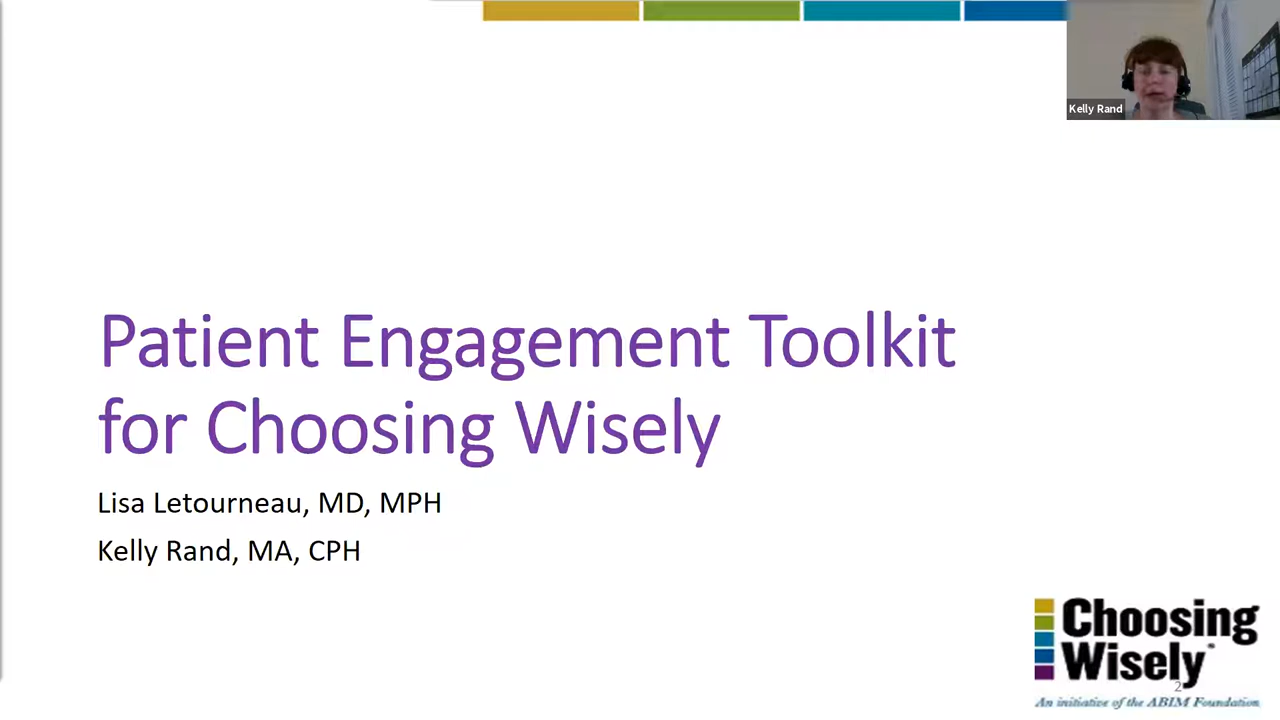 Kelly Rand
Patient Engagement Toolkit
for Choosing Wisely
Lisa Letourneau, MD, MPH
Kelly Rand, MA, CPH
Choosing
Wisely
2
An initiative of the ABIM Foundation